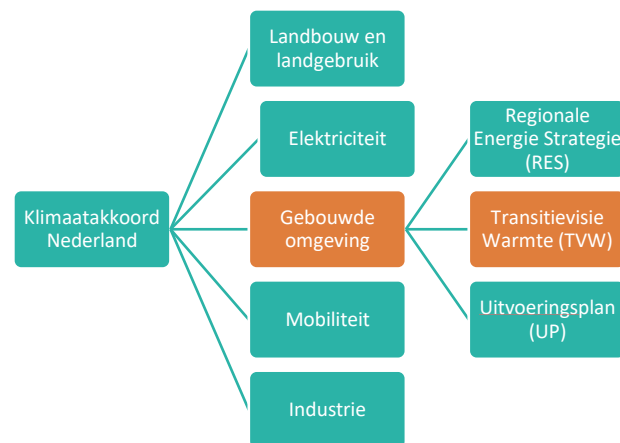 Landbouw en
landgebruik
Elektriciteit
Regionale
Energie Strategie
(RES)
Klimaatakkoord
Nederland
Gebouwde
omgeving
Transitievisie
Warmte (TVW)
Mobiliteit
Uitvoeringsplan
(UP)
Industrie